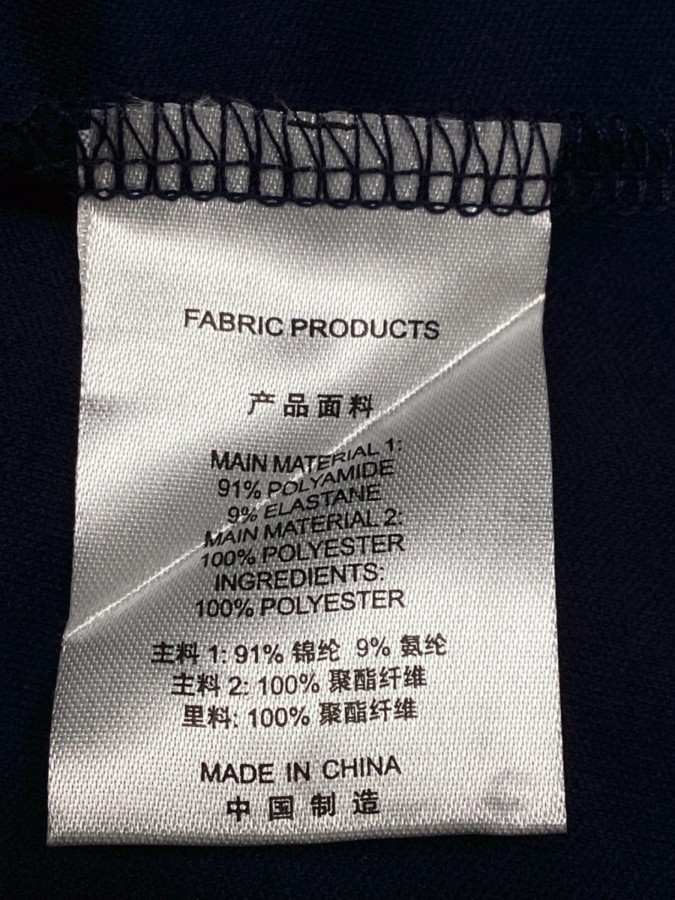 FABRIC PRODUCTS
产品面料
MAIN MATERIAL 1:
91% POLYAMIDE
9% ELASTANE
MAIN MATERIAL 2:
100% POLYESTER
INGREDIENTS:
100% POLYESTER
主料 1: 91% 锦纶 9% 氨纶
主料 2: 100% 聚酯纤维
里料: 100% 聚酯纤维
MADE IN CHINA
中国制造